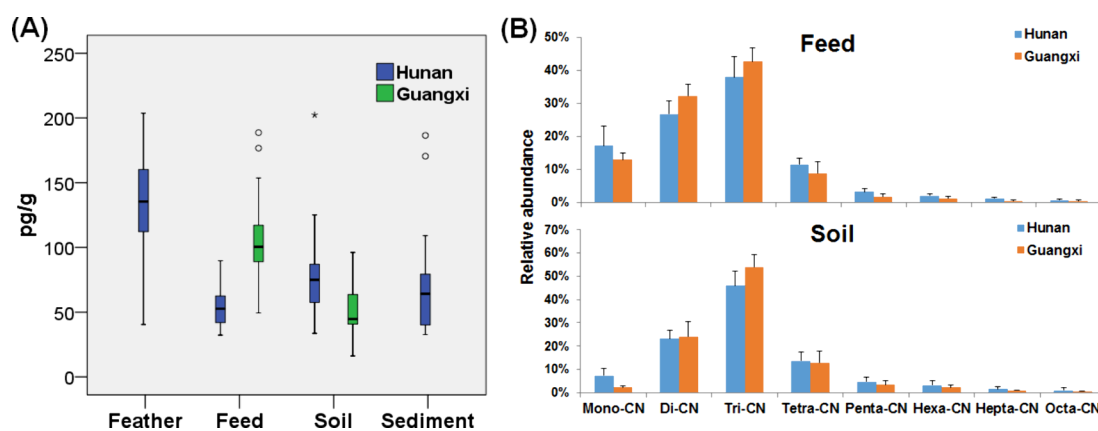 (A)
250
200
150
100
50
0
pg/g
Hunan
Guangxi
*
Feather Feed Soil Sediment
(B)
Relative abundance
Feed
Hunan
Guangxi
50%
40%
30%
20%
10%
0%
Soil
Hunan
Guangxi
70%
60%
50%
40%
30%
20%
10%
0%
Mono-CN Di-CN Tri-CN Tetra-CN Penta-CN Hexa-CN Hepta-CN Octa-CN